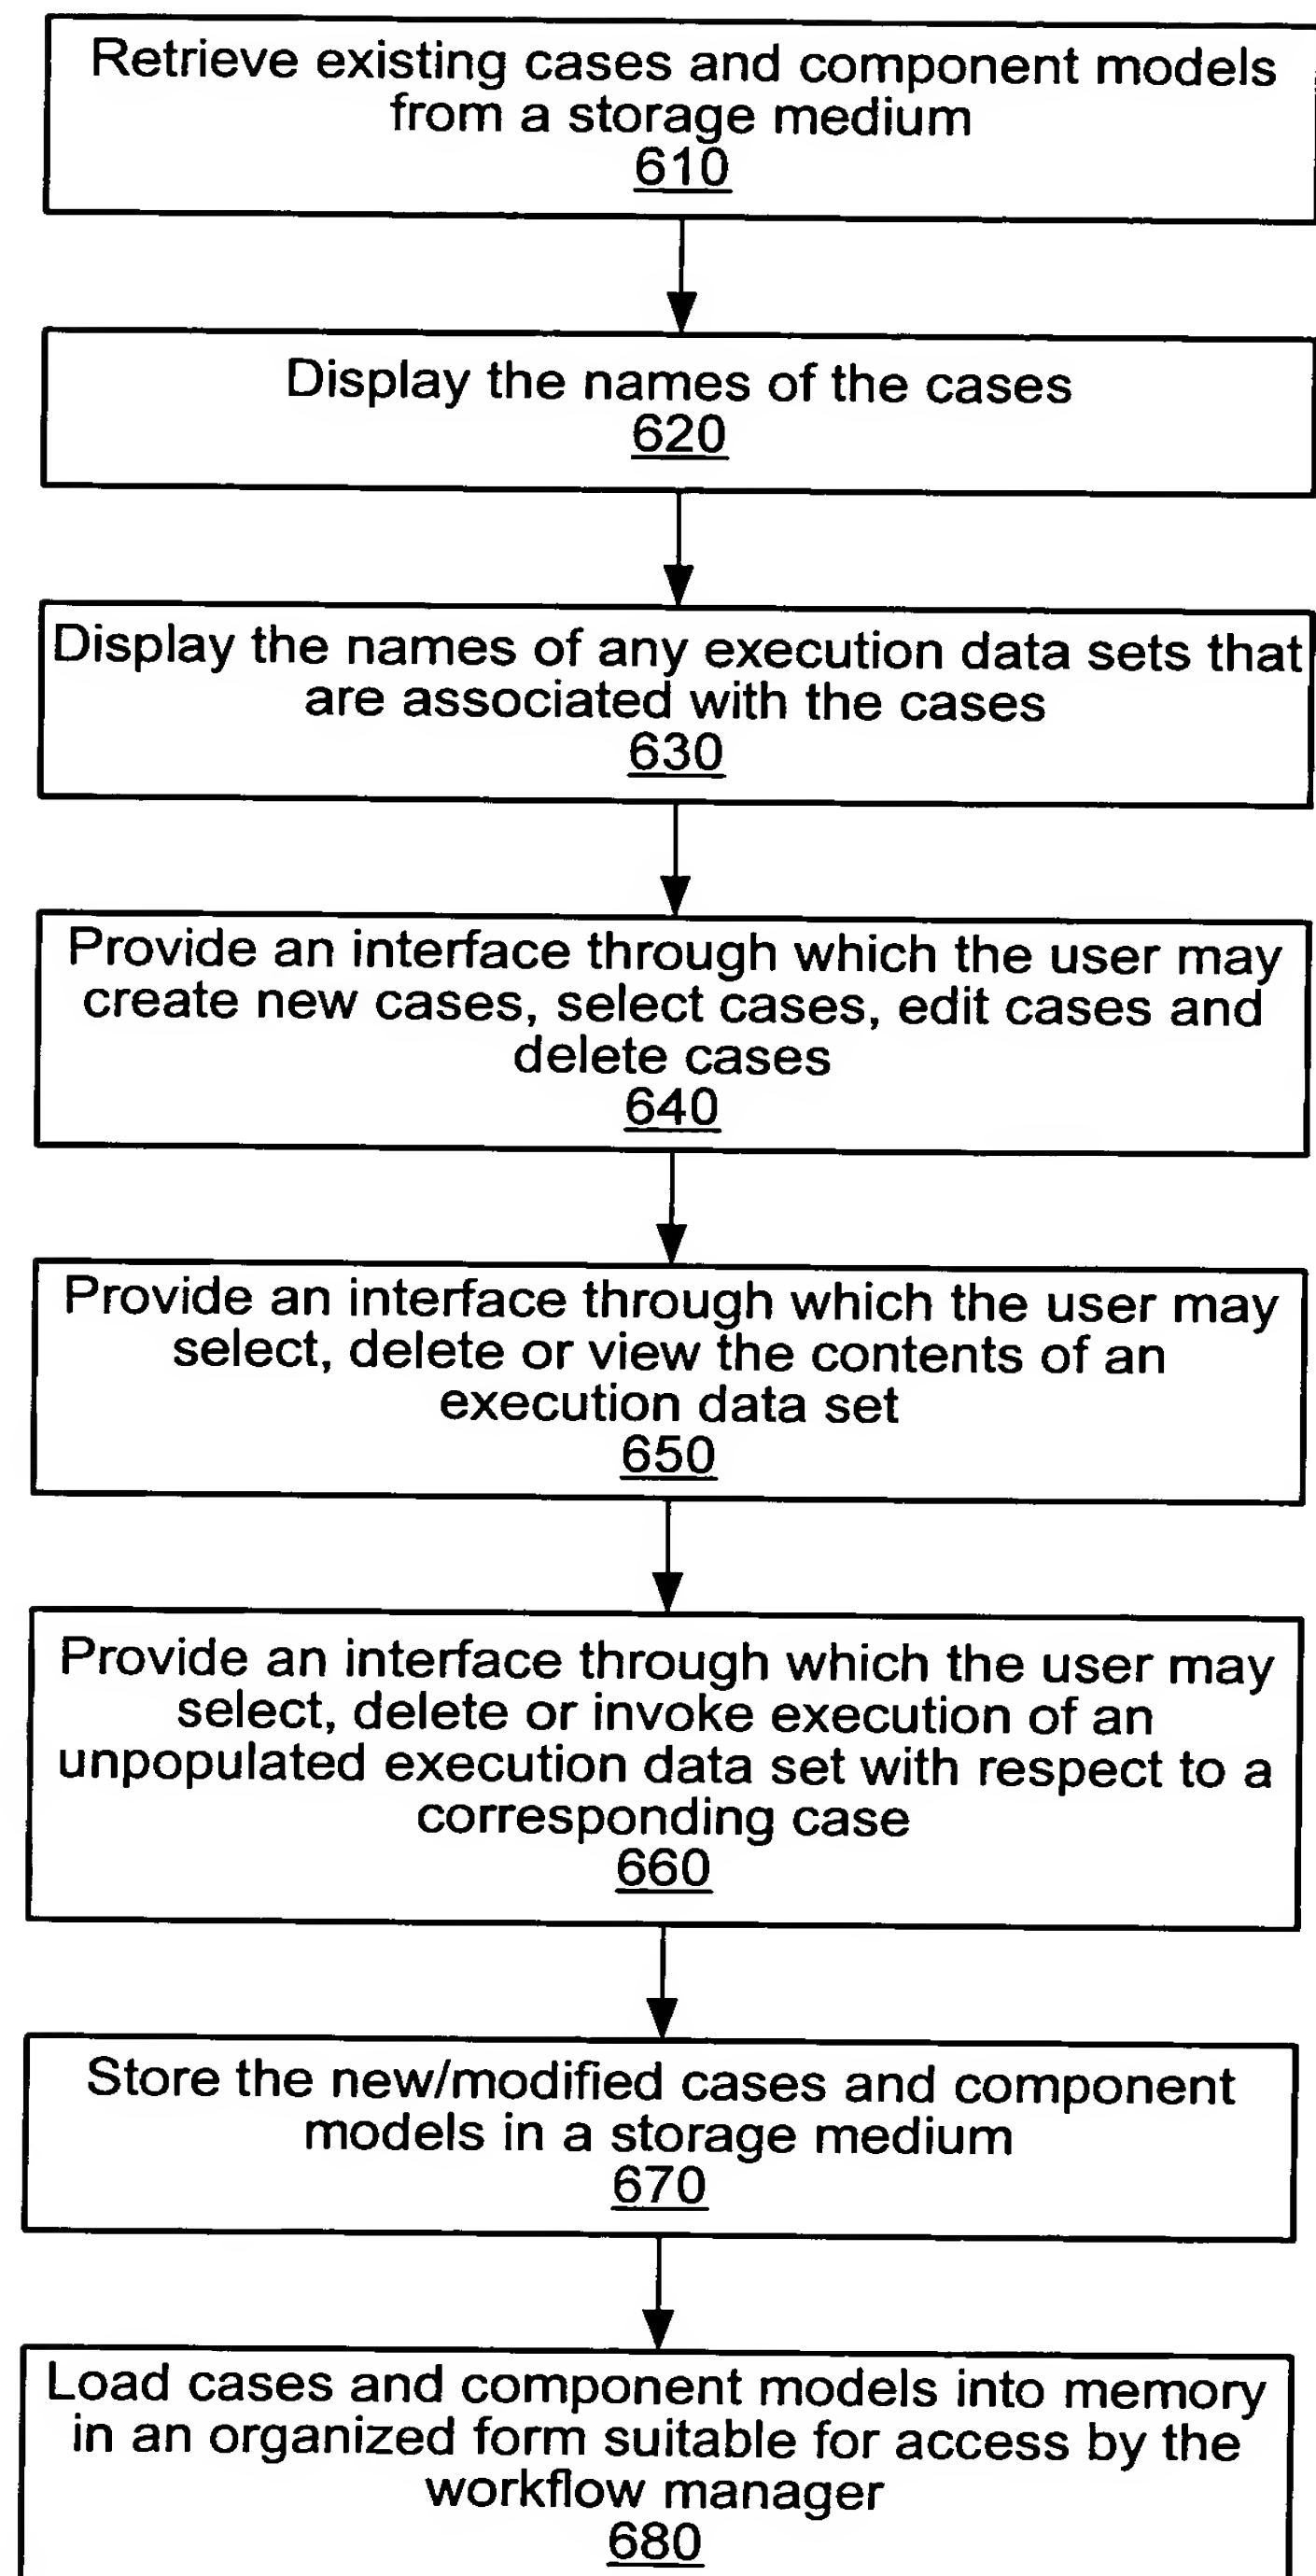 Retrieve existing cases and component models
from a storage medium
610
Display the names of the cases
620
Display the names of any execution data sets that
are associated with the cases
630
Provide an interface through which the user may
create new cases, select cases, edit cases and
delete cases
640
Provide an interface through which the user may
select, delete or view the contents of an
execution data set
650
Provide an interface through which the user may
select, delete or invoke execution of an
unpopulated execution data set with respect to a
corresponding case
660
Store the new/modified cases and component
models in a storage medium
670
Load cases and component models into memory
in an organized form suitable for access by the
workflow manager
680